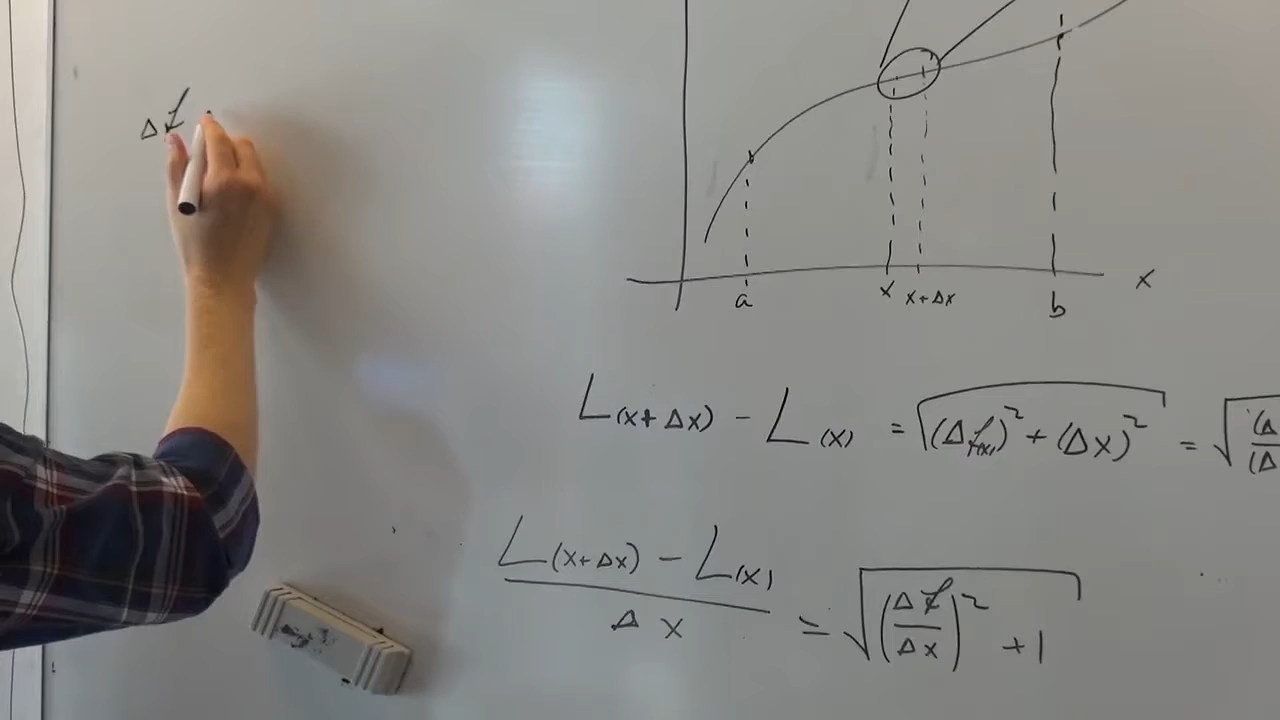 Δf
x
a x x+Δx b
L(x+Δx) - L(x) = √(Δf(x))² + (Δx)² = √(Δ / (Δ
L(x+Δx) - L(x) / Δx = √(Δf/Δx)² + 1